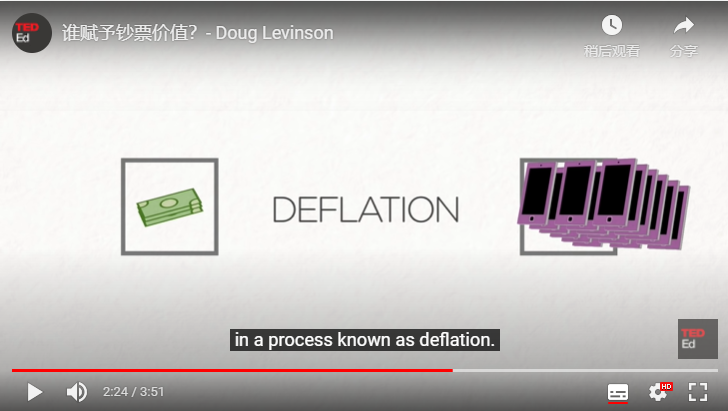 TED
Ed
谁赋予钞票价值？- Doug Levinson
稍后观看
分享
DEFLATION
in a process known as deflation.
TED
Ed
2:24 / 3:51
HD